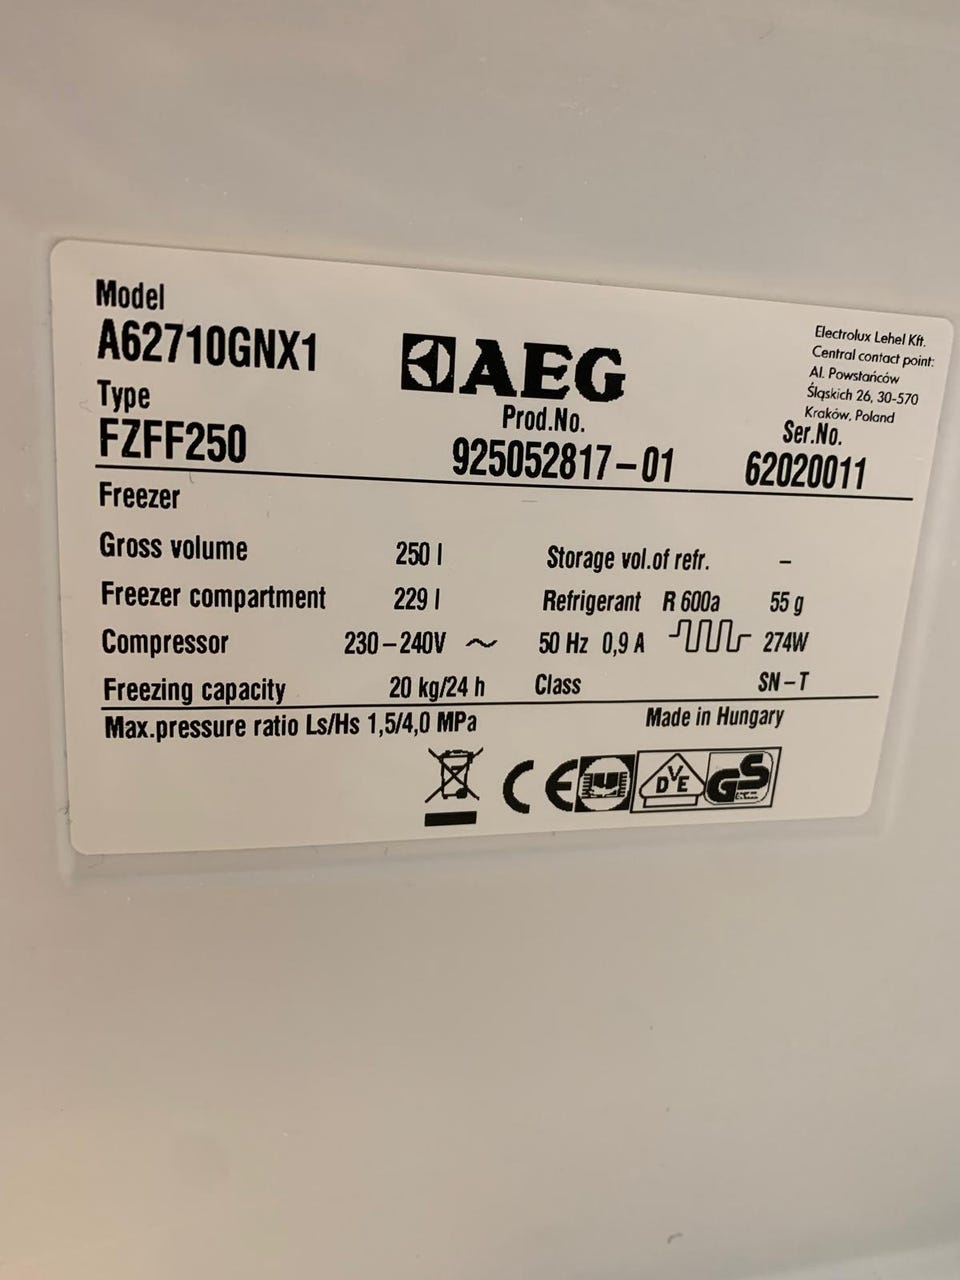 Model
A62710GNX1
Type
FZFF250
AEG
Prod.No.
925052817-01
Electrolux Lehel Kft.
Central contact point:
Al. Powstańców
Śląskich 26, 30-570
Kraków, Poland
Ser.No.
62020011
Freezer
Gross volume 250 l Storage vol.of refr. –
Freezer compartment 229 l Refrigerant R 600a 55 g
Compressor 230-240V ~ 50 Hz 0,9 A 274W
Freezing capacity 20 kg/24 h Class SN-T
Max.pressure ratio Ls/Hs 1,5/4,0 MPa Made in Hungary
CE DVE GS